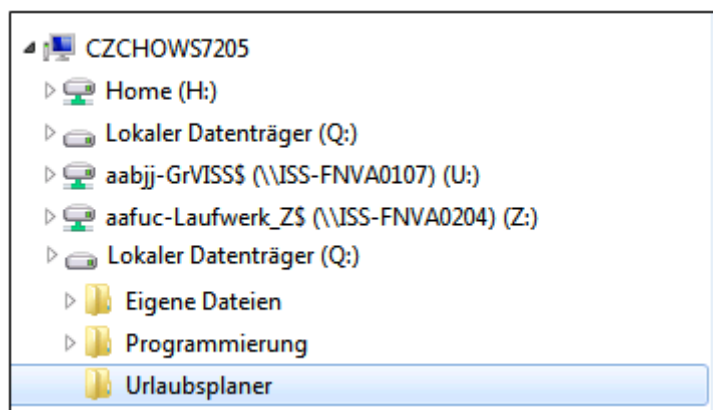 CZCHOWS7205
Home (H:)
Lokaler Datenträger (Q:)
aabjj-GrVISS$ (\\ISS-FNVA0107) (U:)
aafuc-Laufwerk_Z$ (\\ISS-FNVA0204) (Z:)
Lokaler Datenträger (Q:)
Eigene Dateien
Programmierung
Urlaubsplaner